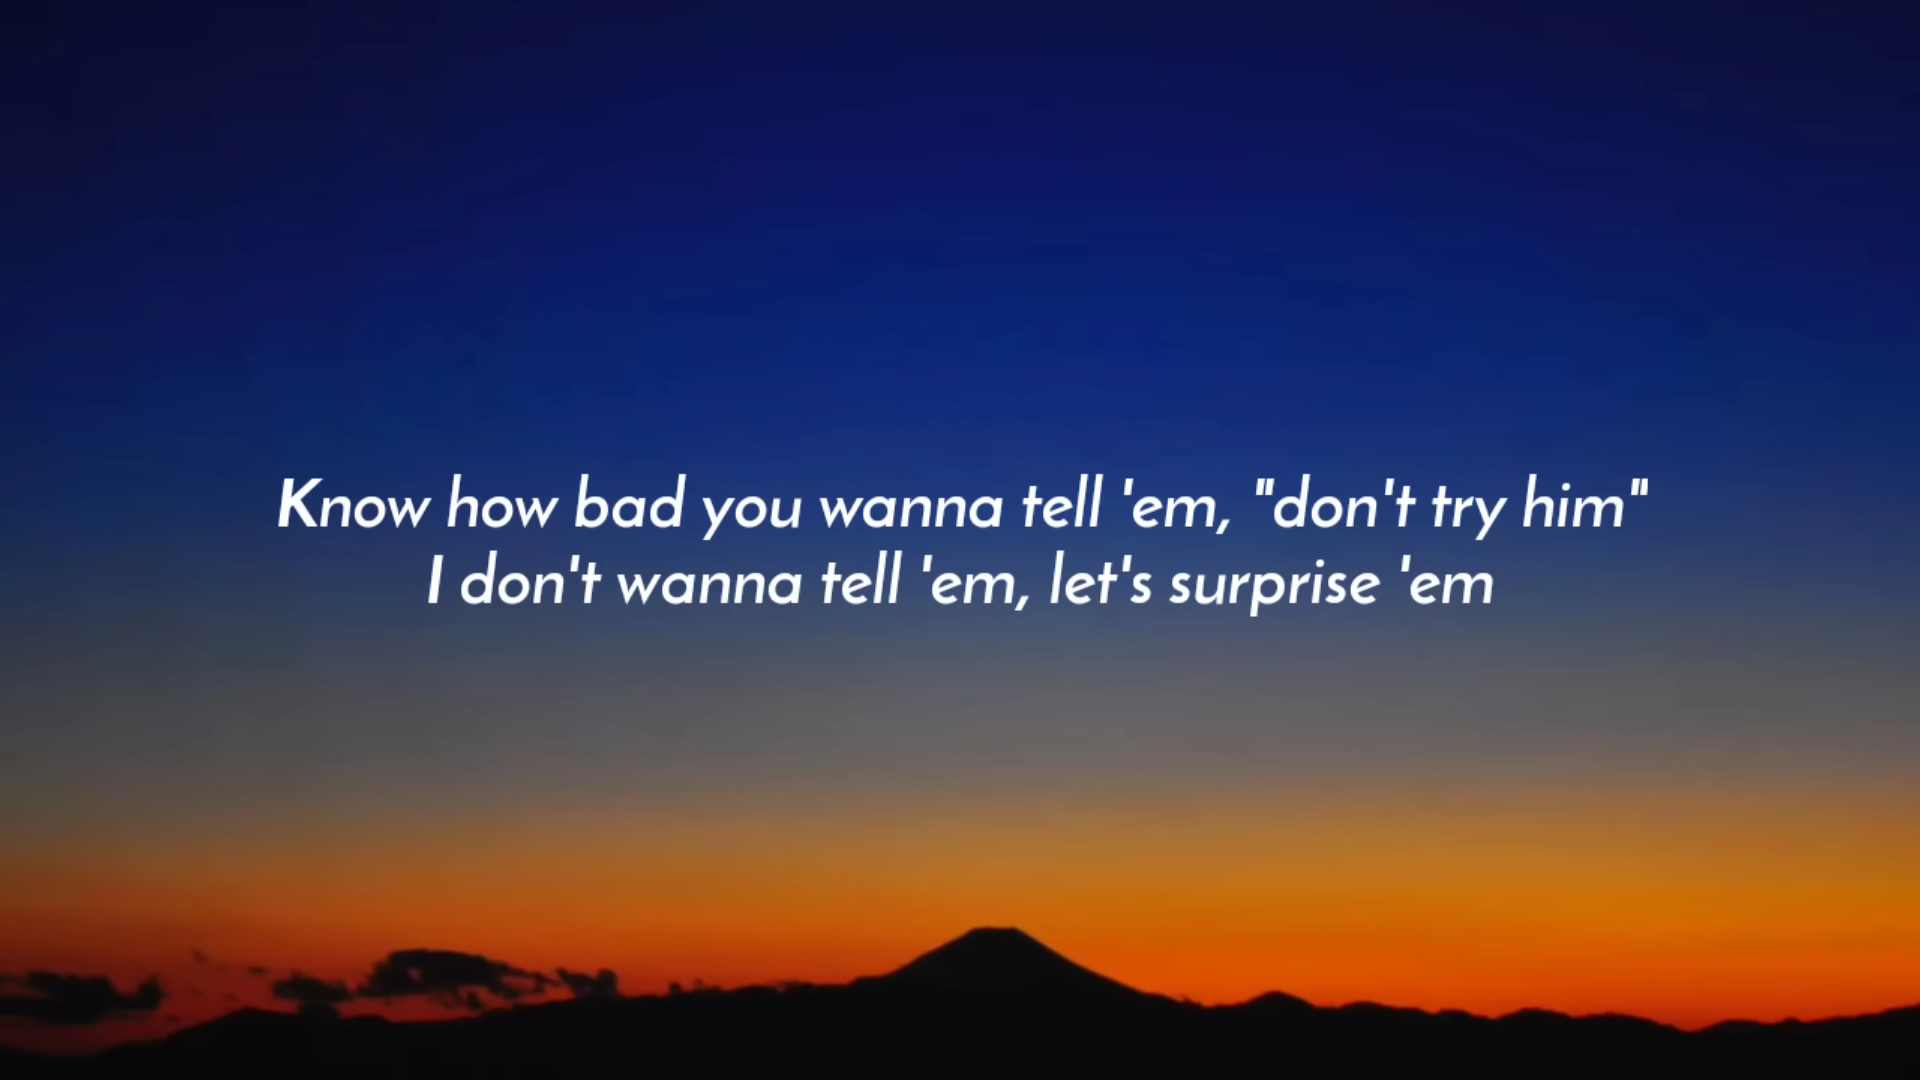 Know how bad you wanna tell 'em, "don't try him"
I don't wanna tell 'em, let's surprise 'em